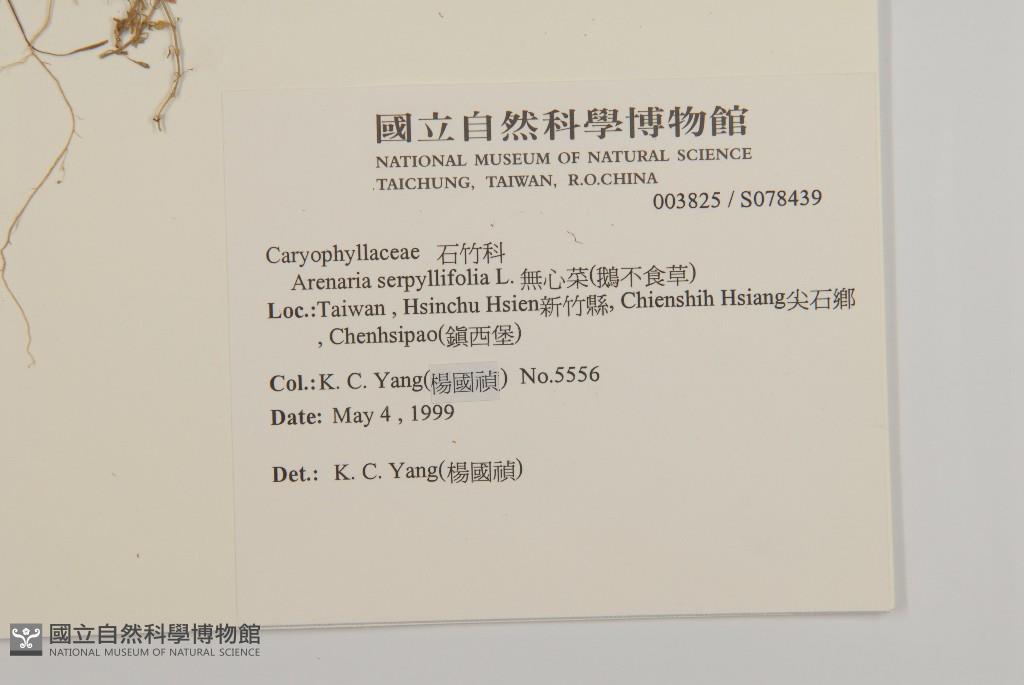 國立自然科學博物館
NATIONAL MUSEUM OF NATURAL SCIENCE
TAICHUNG, TAIWAN, R.O.CHINA
003825 / S078439
Caryophyllaceae 石竹科
Arenaria serpyllifolia L. 無心菜(鵝不食草)
Loc.:Taiwan , Hsinchu Hsien新竹縣, Chienshih Hsiang尖石鄉
, Chenhsipao(鎮西堡)
Col.:K. C. Yang(楊國禎) No.5556
Date: May 4 , 1999
Det.: K. C. Yang(楊國禎)
國立自然科學博物館
NATIONAL MUSEUM OF NATURAL SCIENCE